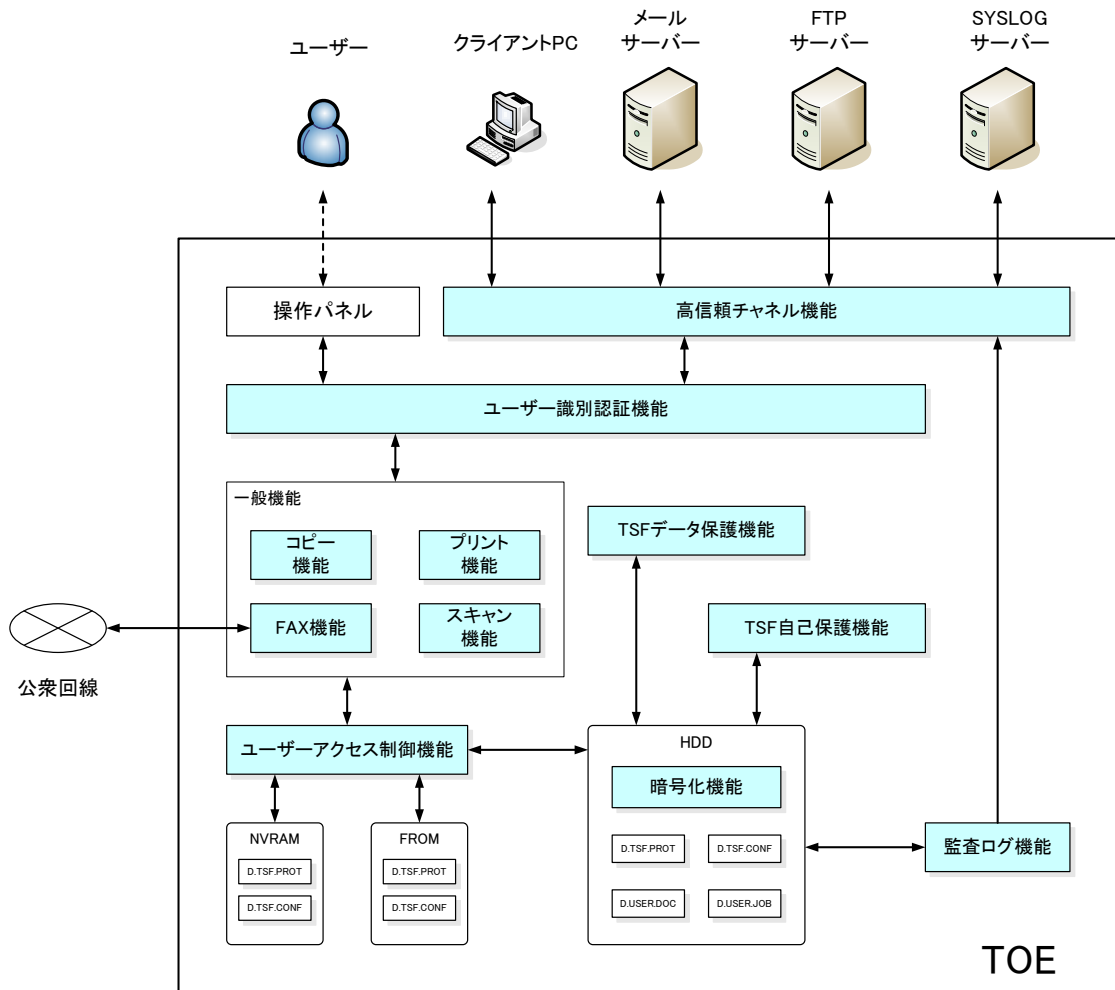 ユーザー
クライアントPC
メール
サーバー
FTP
サーバー
SYSLOG
サーバー
操作パネル
高信頼チャネル機能
ユーザー識別認証機能
一般機能
コピー
機能
プリント
機能
FAX機能
スキャン
機能
TSFデータ保護機能
TSF自己保護機能
公衆回線
ユーザーアクセス制御機能
HDD
暗号化機能
D.TSF.PROT
D.TSF.CONF
D.USER.DOC
D.USER.JOB
NVRAM
D.TSF.PROT
D.TSF.CONF
FROM
D.TSF.PROT
D.TSF.CONF
監査ログ機能
TOE